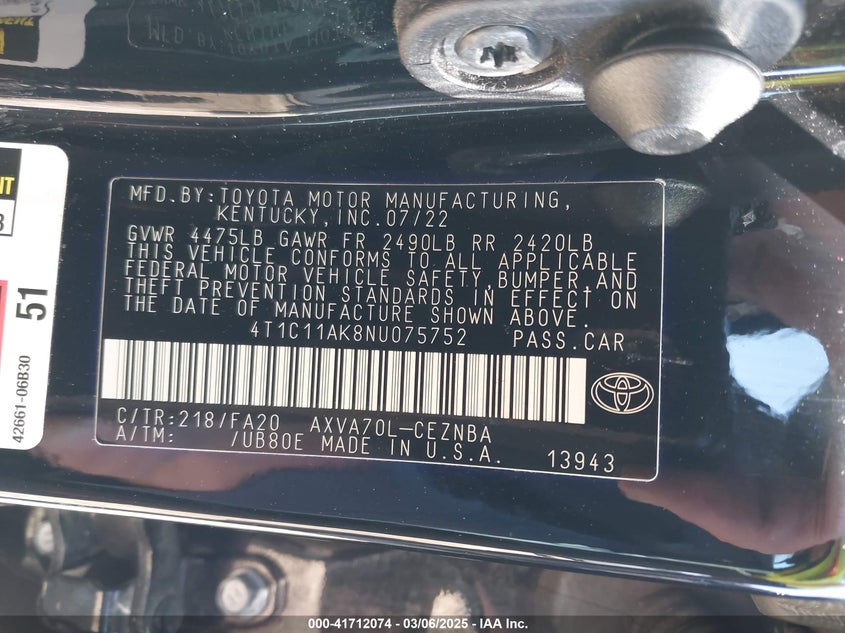 MFD.BY:TOYOTA MOTOR MANUFACTURING,
KENTUCKY,INC.07/22
GVWR 4475LB GAWR FR 2490LB RR 2420LB
THIS VEHICLE CONFORMS TO ALL APPLICABLE
FEDERAL MOTOR VEHICLE SAFETY,BUMPER,AND
THEFT PREVENTION STANDARDS IN EFFECT ON
THE DATE OF MANUFACTURE SHOWN ABOVE.
4T1C11AK8NU075752 PASS.CAR
C/TR:218/FA20 AXVA70L-CEZNBA
A/TM: /UB80E MADE IN U.S.A. 13943
51
42661-06B30
000-41712074 | 03/06/2025 | IAA Inc.